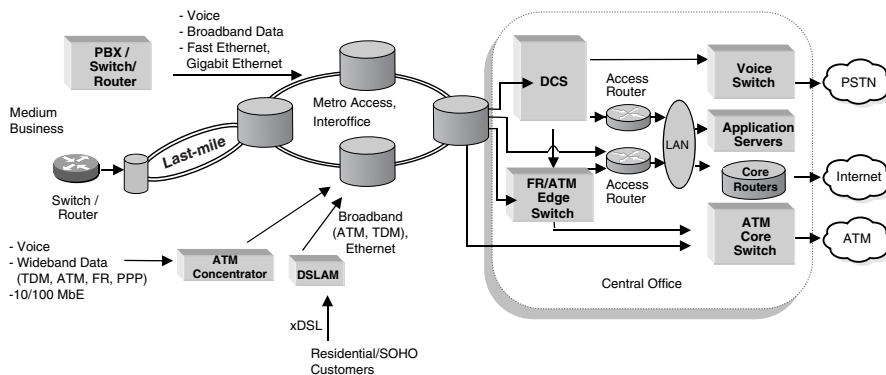 - Voice
- Broadband Data
- Fast Ethernet,
Gigabit Ethernet
PBX /
Switch/
Router
Medium
Business
Last-mile
Switch /
Router
Metro Access,
Interoffice
Broadband
(ATM, TDM),
Ethernet
- Voice
- Wideband Data
(TDM, ATM, FR, PPP)
-10/100 MbE
ATM
Concentrator
DSLAM
xDSL
Residential/SOHO
Customers
DCS
Access
Router
Voice
Switch
PSTN
LAN
Application
Servers
FR/ATM
Edge
Switch
Access
Router
Core
Routers
Internet
ATM
Core
Switch
ATM
Central Office